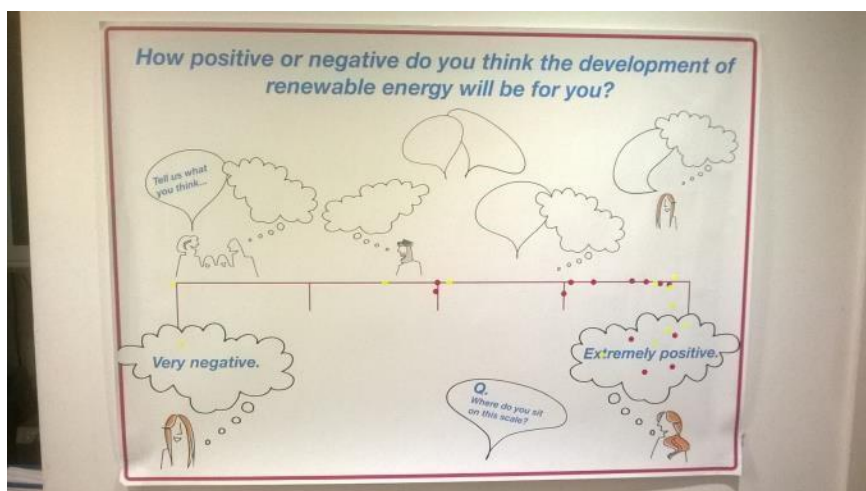 How positive or negative do you think the development of
renewable energy will be for you?
Tell us what
you think...
Very negative.
Extremely positive.
Q.
Where do you sit
on this scale?